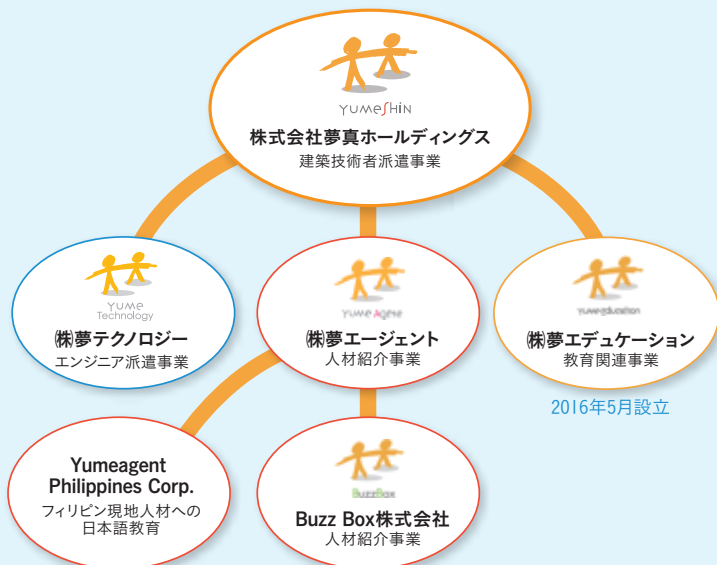 YUMESHiN
株式会社夢真ホールディングス
建築技術者派遣事業
YUMe
Technology
㈱夢テクノロジー
エンジニア派遣事業
YUMe Agent
㈱夢エージェント
人材紹介事業
Yume education
㈱夢エデュケーション
教育関連事業
2016年5月設立
Yumeagent
Philippines Corp.
フィリピン現地人材への
日本語教育
BuzzBox
Buzz Box株式会社
人材紹介事業